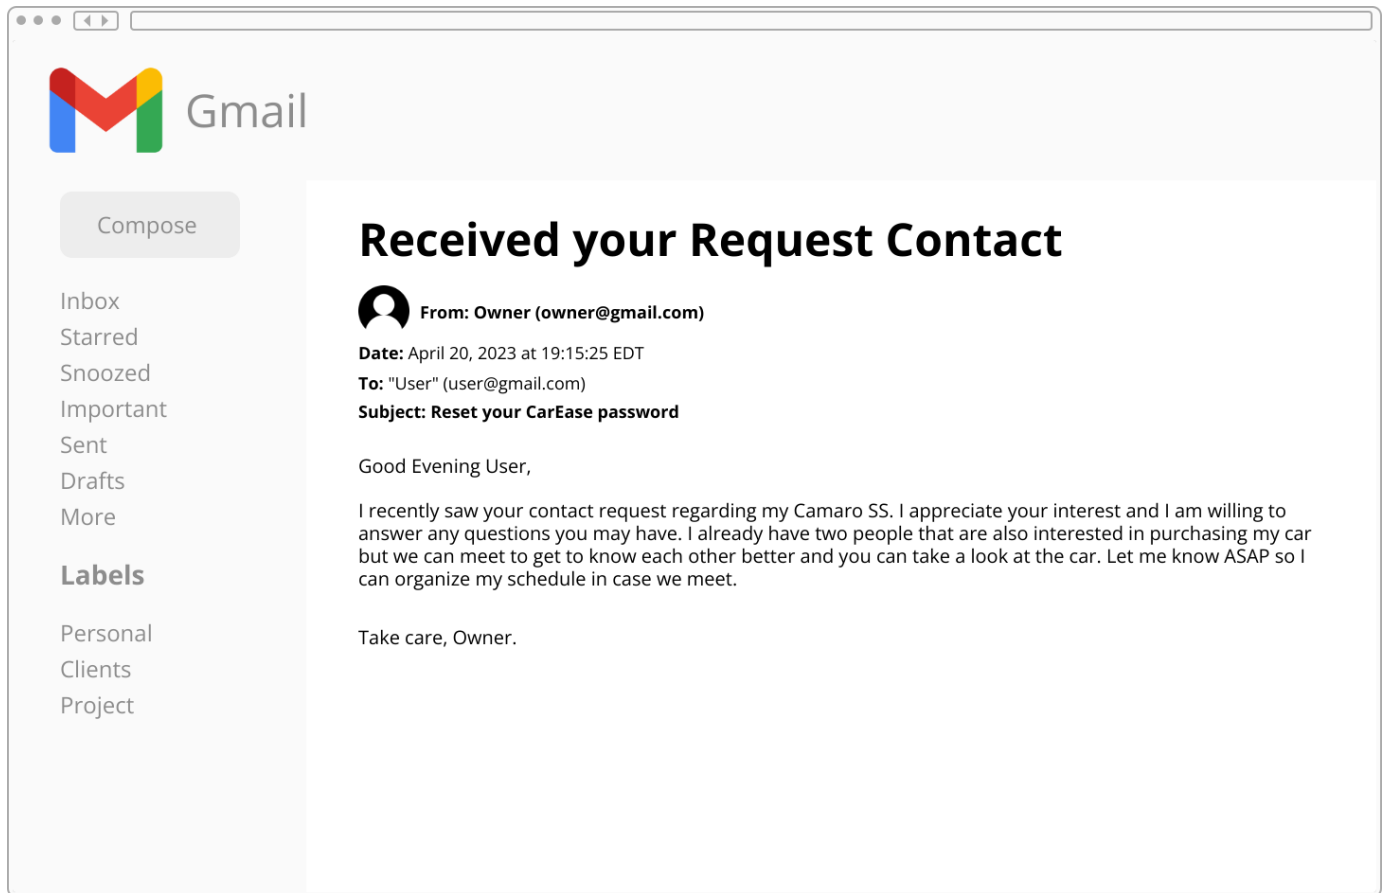 Gmail
Compose
Inbox
Starred
Snoozed
Important
Sent
Drafts
More
Labels
Personal
Clients
Project
Received your Request Contact
From: Owner (owner@gmail.com)
Date: April 20, 2023 at 19:15:25 EDT
To: "User" (user@gmail.com)
Subject: Reset your CarEase password
Good Evening User,
I recently saw your contact request regarding my Camaro SS. I appreciate your interest and I am willing to
answer any questions you may have. I already have two people that are also interested in purchasing my car
but we can meet to get to know each other better and you can take a look at the car. Let me know ASAP so I
can organize my schedule in case we meet.
Take care, Owner.